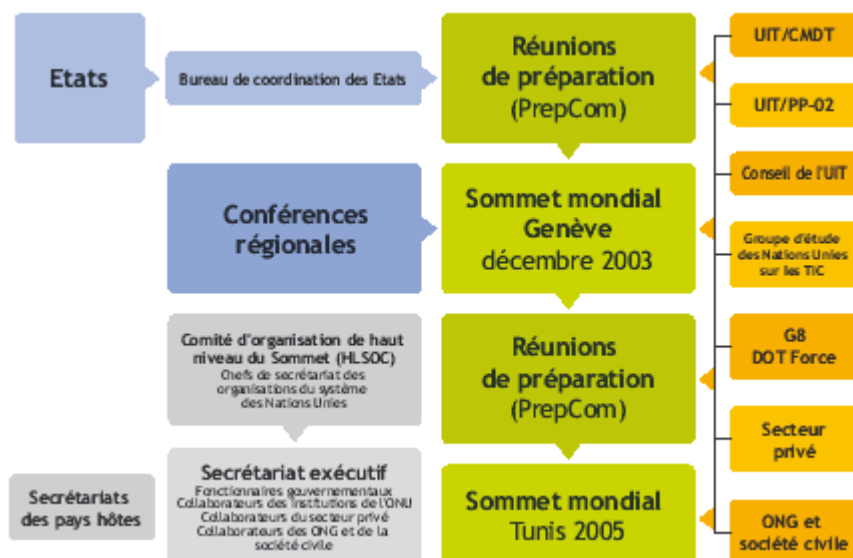 Etats
Bureau de coordination des Etats
Réunions
de préparation
(PrepCom)
UIT/CMDT
UIT/PP-02
Conférences
régionales
Sommet mondial
Genève
décembre 2003
Conseil de l'UIT
Groupe d'étude
des Nations Unies
sur les TIC
Comité d'organisation de haut
niveau du Sommet (HLSOC)
Chefs de secrétariat des
organisations du système
des Nations Unies
Réunions
de préparation
(PrepCom)
G8
DOT Force
Secteur
privé
Secrétariats
des pays hôtes
Secrétariat exécutif
Fonctionnaires gouvernementaux
Collaborateurs des institutions de l'ONU
Collaborateurs du secteur privé
Collaborateurs des ONG et de la
société civile
Sommet mondial
Tunis 2005
ONG et
société civile